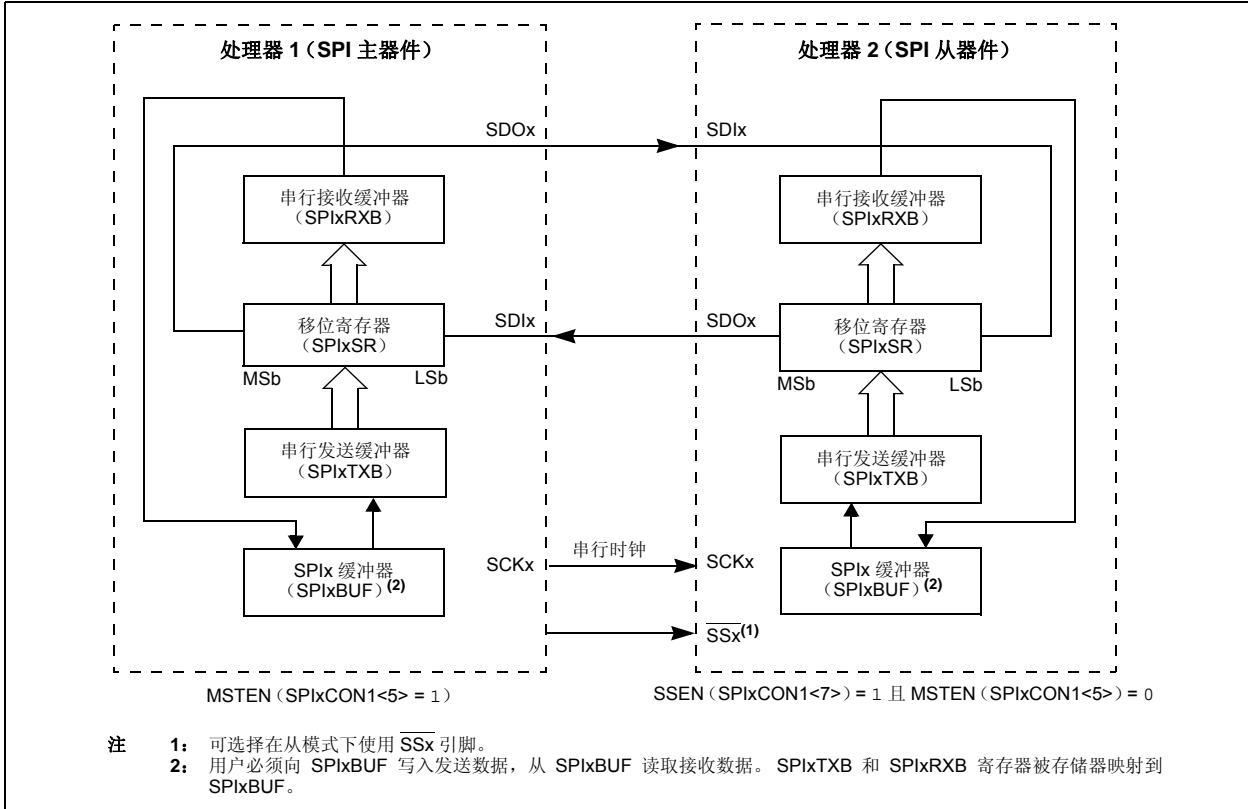 处理器 1（SPI 主器件）
处理器 2（SPI 从器件）
SDOx
SDIx
串行接收缓冲器
（SPIxRXB）
串行接收缓冲器
（SPIxRXB）
移位寄存器
（SPIxSR）
SDIx
SDOx
移位寄存器
（SPIxSR）
MSb
LSb
MSb
LSb
串行发送缓冲器
（SPIxTXB）
串行发送缓冲器
（SPIxTXB）
SPIx 缓冲器
（SPIxBUF）(2)
SCKx
串行时钟
SCKx
SPIx 缓冲器
（SPIxBUF）(2)
SSx(1)
MSTEN（SPIxCON1<5> = 1）
SSEN（SPIxCON1<7>）= 1 且 MSTEN（SPIxCON1<5>）= 0
注 1： 可选择在从模式下使用 SSx 引脚。
2： 用户必须向 SPIxBUF 写入发送数据，从 SPIxBUF 读取接收数据。SPIxTXB 和 SPIxRXB 寄存器被存储器映射到
SPIxBUF。